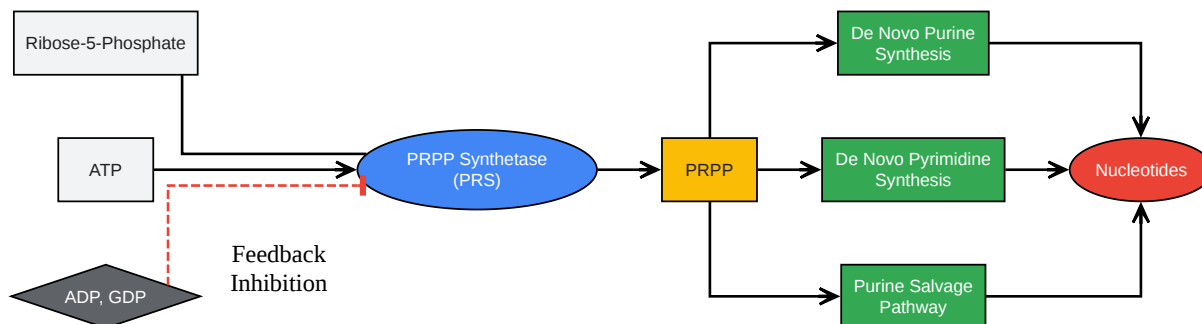 Ribose-5-Phosphate
ATP
ADP, GDP
Feedback
Inhibition
PRPP Synthetase
(PRS)
PRPP
De Novo Purine
Synthesis
De Novo Pyrimidine
Synthesis
Purine Salvage
Pathway
Nucleotides